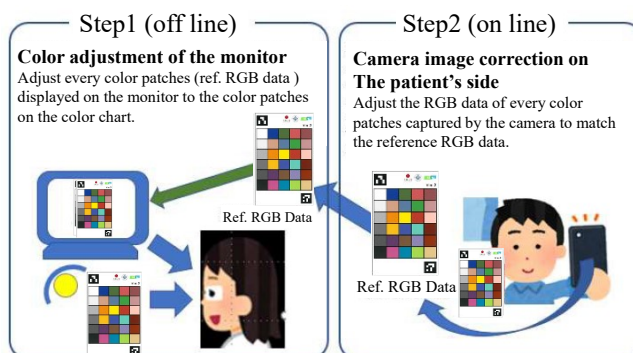 Step1 (off line)
Color adjustment of the monitor
Adjust every color patches (ref. RGB data )
displayed on the monitor to the color patches
on the color chart.
Ref. RGB Data
Step2 (on line)
Camera image correction on
The patient's side
Adjust the RGB data of every color
patches captured by the camera to match
the reference RGB data.
Ref. RGB Data